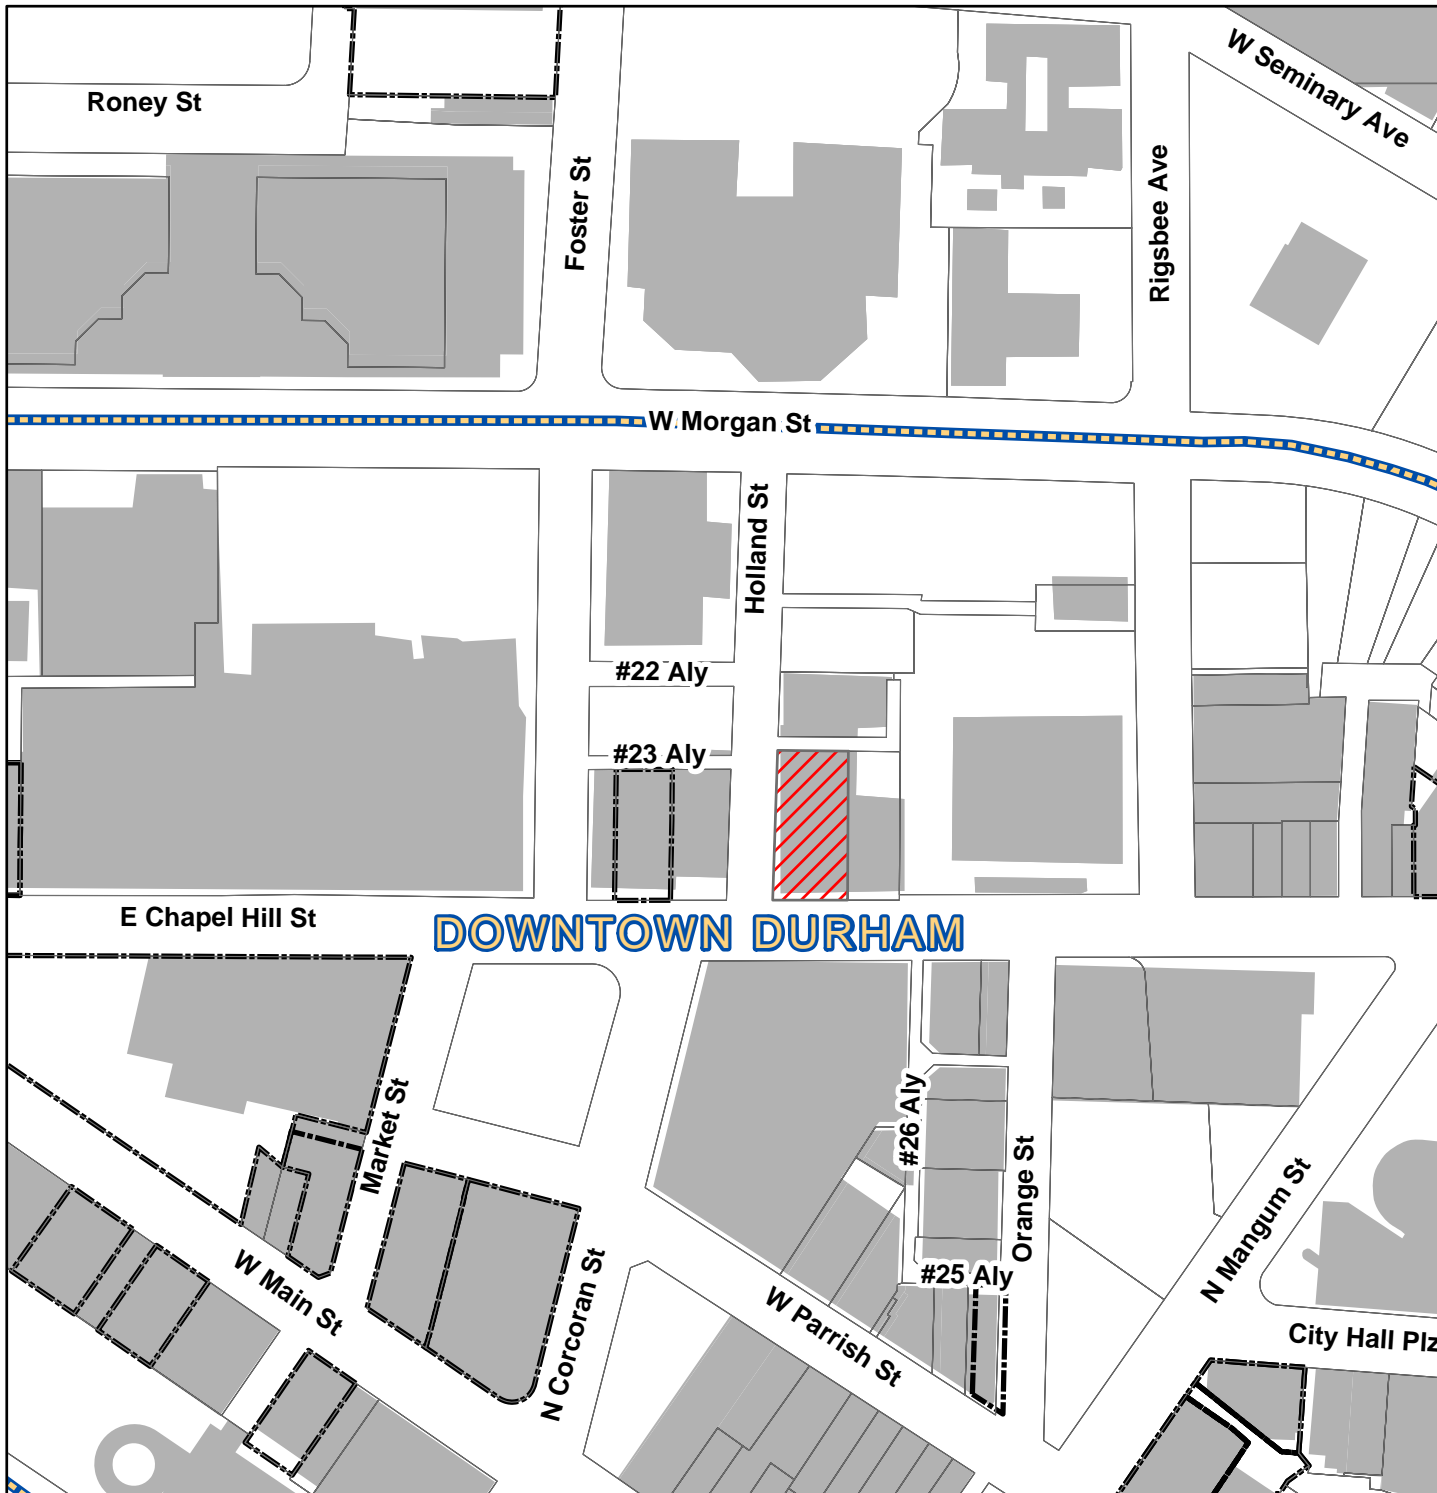 W Seminary Ave
Roney St
Foster St
Rigsbee Ave
W Morgan St
Holland St
#22 Aly
#23 Aly
E Chapel Hill St
DOWNTOWN DURHAM
Market St
#26 Aly
Orange St
N Mangum St
W Main St
N Corcoran St
#25 Aly
W Parrish St
City Hall Plz